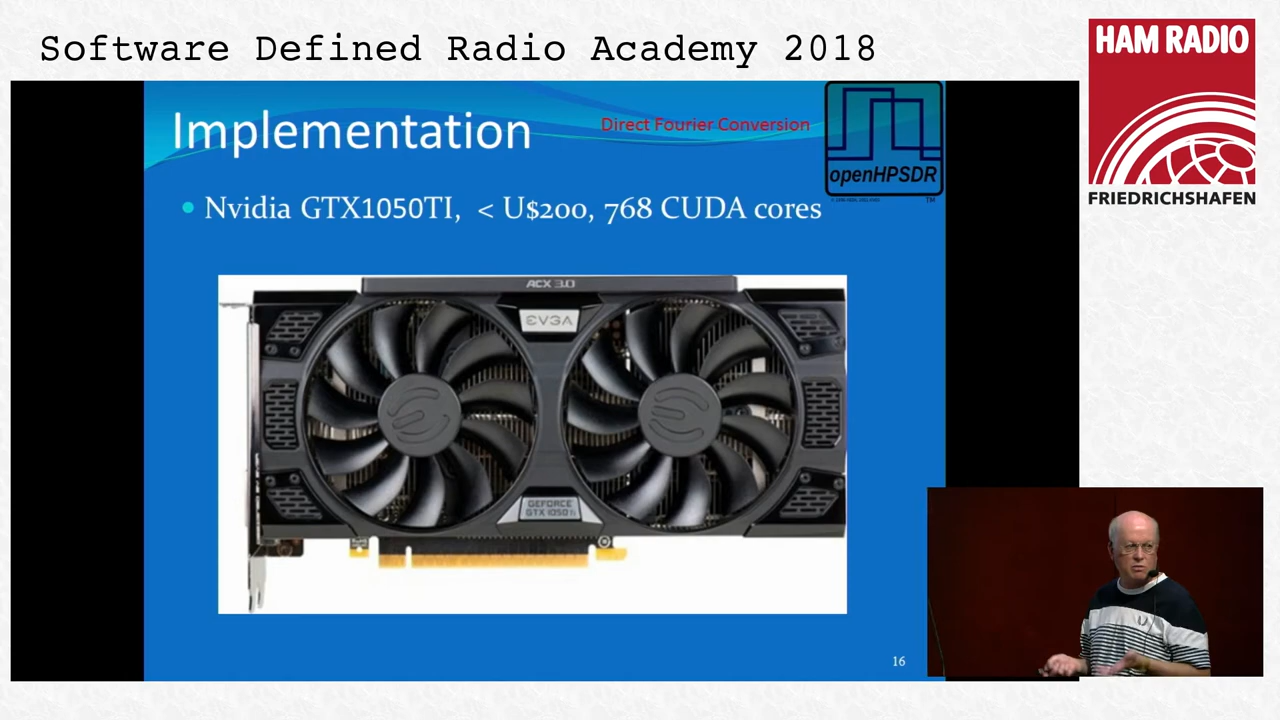 Software Defined Radio Academy 2018
HAM RADIO
FRIEDRICHSHAFEN
Implementation
Direct Fourier Conversion
openHPSDR
TM
• Nvidia GTX1050TI, < U$200, 768 CUDA cores
ACX 3.0
EVGA
GEFORCE
GTX 1050 Ti
16